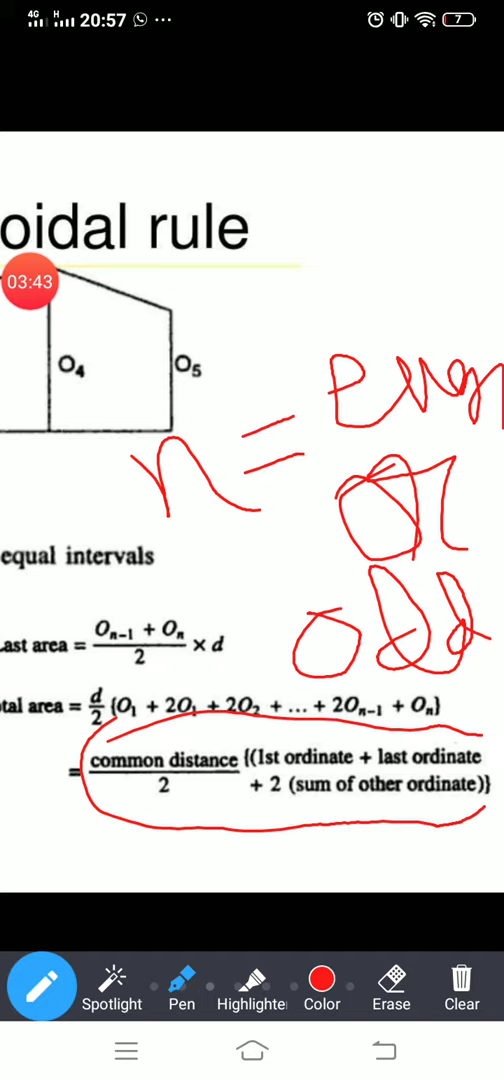 4G H 20:57 ... 7
oidal rule
03:43
O4 O5
n = even
or
odd
equal intervals
ast area = (On-1 + On)/2 × d
tal area = d/2 {O1 + 2O1 + 2O2 + ... + 2On-1 + On}
= common distance/2 {(1st ordinate + last ordinate
+ 2 (sum of other ordinate)}
Spotlight Pen Highlighte Color Erase Clear